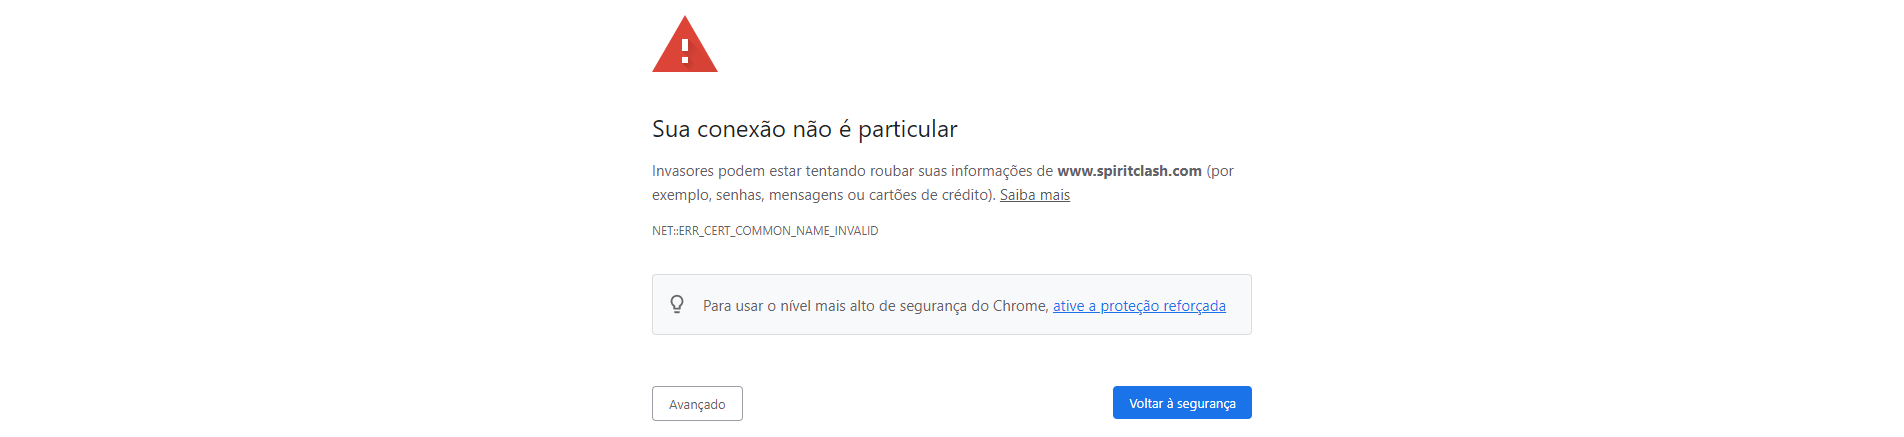 Sua conexão não é particular
Invasores podem estar tentando roubar suas informações de www.spiritclash.com (por
exemplo, senhas, mensagens ou cartões de crédito). Saiba mais
NET::ERR_CERT_COMMON_NAME_INVALID
Para usar o nível mais alto de segurança do Chrome, ative a proteção reforçada
Avançado
Voltar à segurança